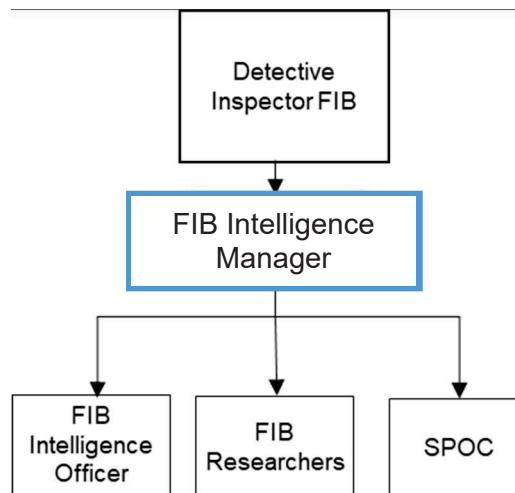 Detective
Inspector FIB
FIB Intelligence
Manager
FIB
Intelligence
Officer
FIB
Researchers
SPOC